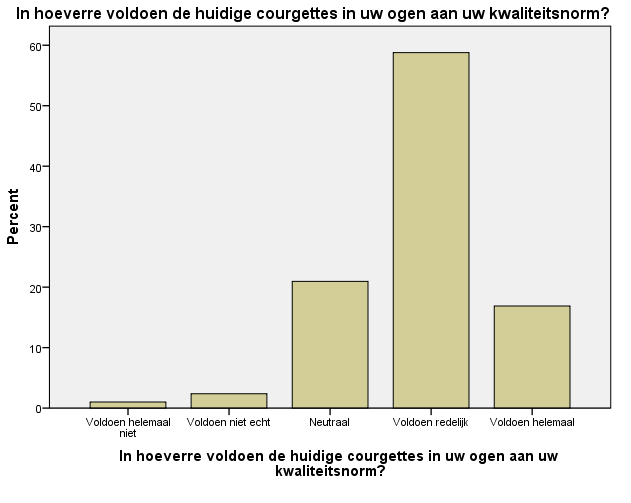 In hoeverre voldoen de huidige courgettes in uw ogen aan uw kwaliteitsnorm?
Percent
60
50
40
30
20
10
0
Voldoen helemaal
niet
Voldoen niet echt
Neutraal
Voldoen redelijk
Voldoen helemaal
In hoeverre voldoen de huidige courgettes in uw ogen aan uw
kwaliteitsnorm?